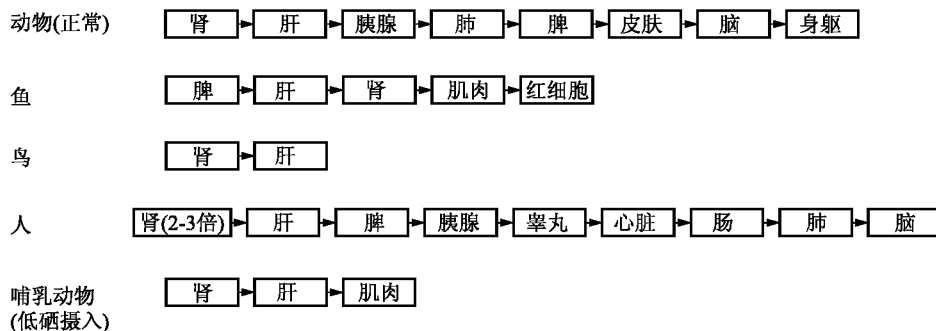 动物(正常) 肾 肝 胰腺 肺 脾 皮肤 脑 身躯
鱼 脾 肝 肾 肌肉 红细胞
鸟 肾 肝
人 肾(2-3倍) 肝 脾 胰腺 睾丸 心脏 肠 肺 脑
哺乳动物 肾 肝 肌肉
(低硒摄入)